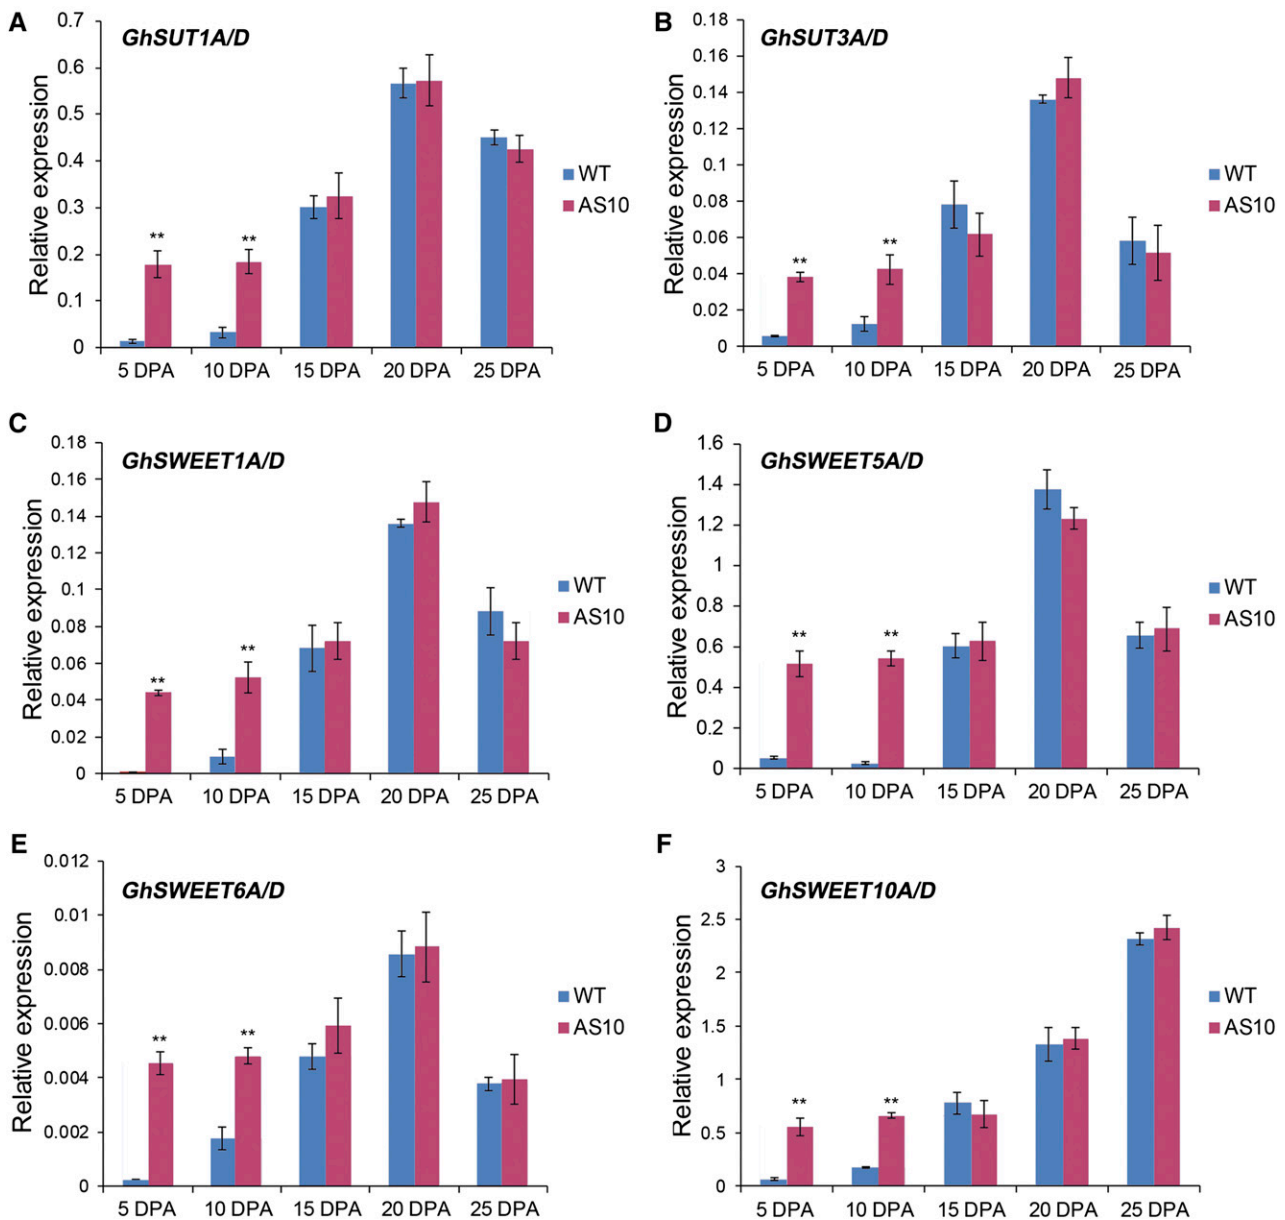 A
GhSUT1A/D
Relative expression
0.7
0.6
0.5
0.4
0.3
0.2
0.1
0
** **
5 DPA 10 DPA 15 DPA 20 DPA 25 DPA
WT
AS10
B
GhSUT3A/D
Relative expression
0.18
0.16
0.14
0.12
0.1
0.08
0.06
0.04
0.02
0
** **
5 DPA 10 DPA 15 DPA 20 DPA 25 DPA
WT
AS10
C
GhSWEET1A/D
Relative expression
0.18
0.16
0.14
0.12
0.1
0.08
0.06
0.04
0.02
0
** **
5 DPA 10 DPA 15 DPA 20 DPA 25 DPA
WT
AS10
D
GhSWEET5A/D
Relative expression
1.6
1.4
1.2
1
0.8
0.6
0.4
0.2
0
** **
5 DPA 10 DPA 15 DPA 20 DPA 25 DPA
WT
AS10
E
GhSWEET6A/D
Relative expression
0.012
0.01
0.008
0.006
0.004
0.002
0
** **
5 DPA 10 DPA 15 DPA 20 DPA 25 DPA
WT
AS10
F
GhSWEET10A/D
Relative expression
3
2.5
2
1.5
1
0.5
0
** **
5 DPA 10 DPA 15 DPA 20 DPA 25 DPA
WT
AS10